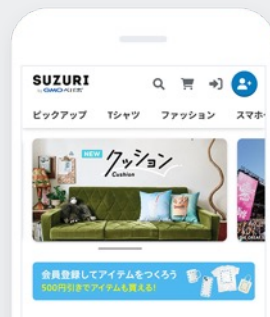 SUZURI
by GMOペパボ
ピックアップ Tシャツ ファッション スマホ
NEW クッション
Cushion
会員登録してアイテムをつくろう
500円引きでアイテムも買える!